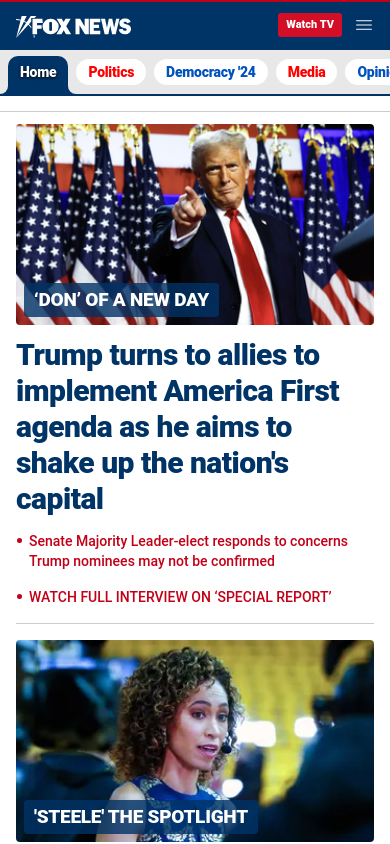 FOX NEWS
Watch TV
Home
Politics
Democracy '24
Media
Opini
‘DON’ OF A NEW DAY
Trump turns to allies to
implement America First
agenda as he aims to
shake up the nation's
capital
• Senate Majority Leader-elect responds to concerns
Trump nominees may not be confirmed
• WATCH FULL INTERVIEW ON ‘SPECIAL REPORT’
'STEELE' THE SPOTLIGHT